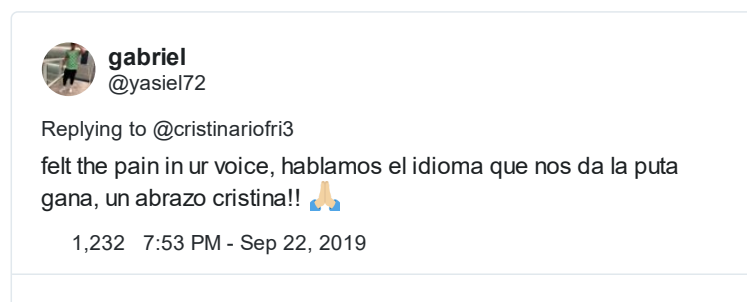 gabriel
@yasiel72
Replying to @cristinariofri3
felt the pain in ur voice, hablamos el idioma que nos da la puta
gana, un abrazo cristina!! 🙏🏼
1,232 7:53 PM - Sep 22, 2019